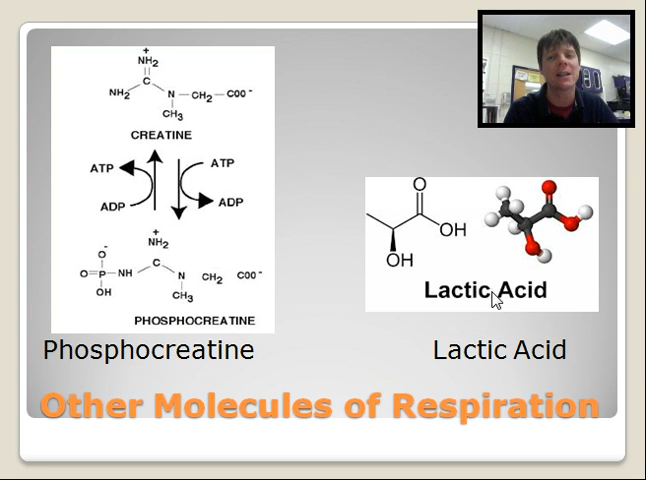 +
NH₂
C
NH₂ N CH₂ COO⁻
CH₃
CREATINE
ATP ATP
ADP ADP
+
NH₂
O⁻
O P NH C N CH₂ COO⁻
OH
CH₃
PHOSPHOCREATINE
Phosphocreatine
O
OH
OH
Lactic Acid
Lactic Acid
Other Molecules of Respiration